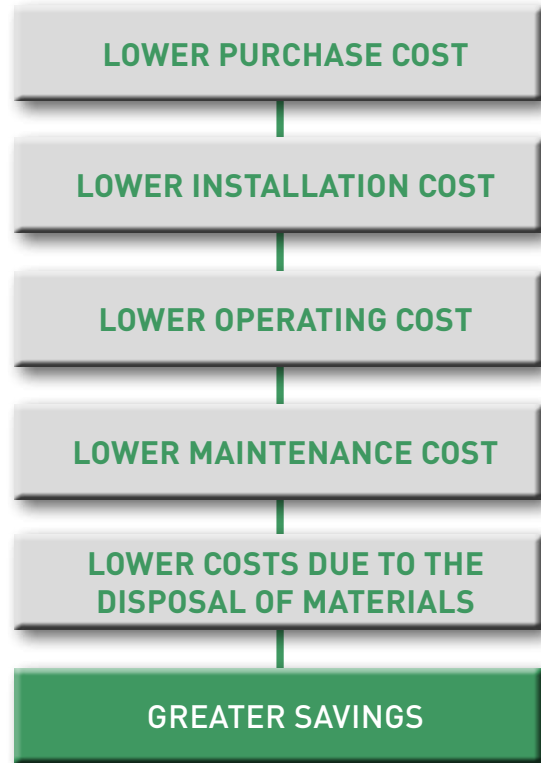 LOWER PURCHASE COST
LOWER INSTALLATION COST
LOWER OPERATING COST
LOWER MAINTENANCE COST
LOWER COSTS DUE TO THE
DISPOSAL OF MATERIALS
GREATER SAVINGS